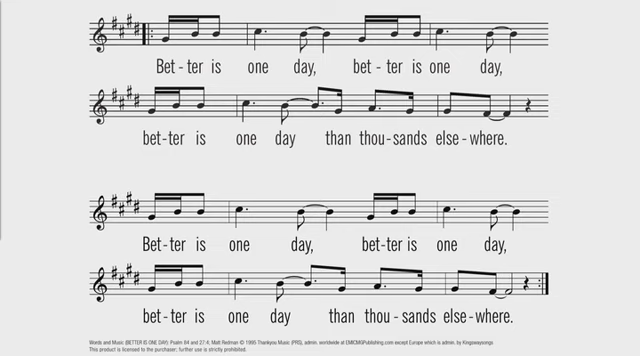 Bet - ter is one day, bet - ter is one day,
bet - ter is one day than thou - sands else - where.
Bet - ter is one day, bet - ter is one day,
bet - ter is one day than thou - sands else - where.
Words and Music (BETTER IS ONE DAY): Psalm 84 and 27:4; Matt Redman © 1995 Thankyou Music (PRS), admin. worldwide at EMICMGPublishing.com except Europe which is admin. by Kingswaysongs
This product is licensed to the purchaser; further use is strictly prohibited.